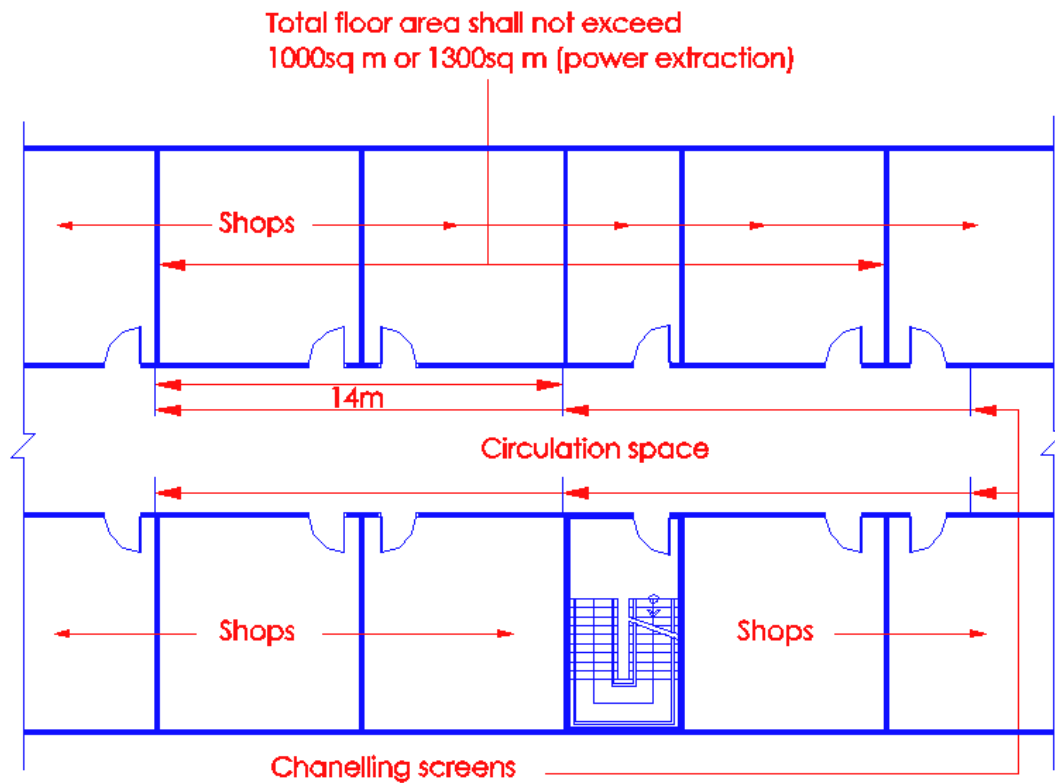 Total floor area shall not exceed
1000sq m or 1300sq m (power extraction)
Shops
14m
Circulation space
Shops
Shops
Chanelling screens